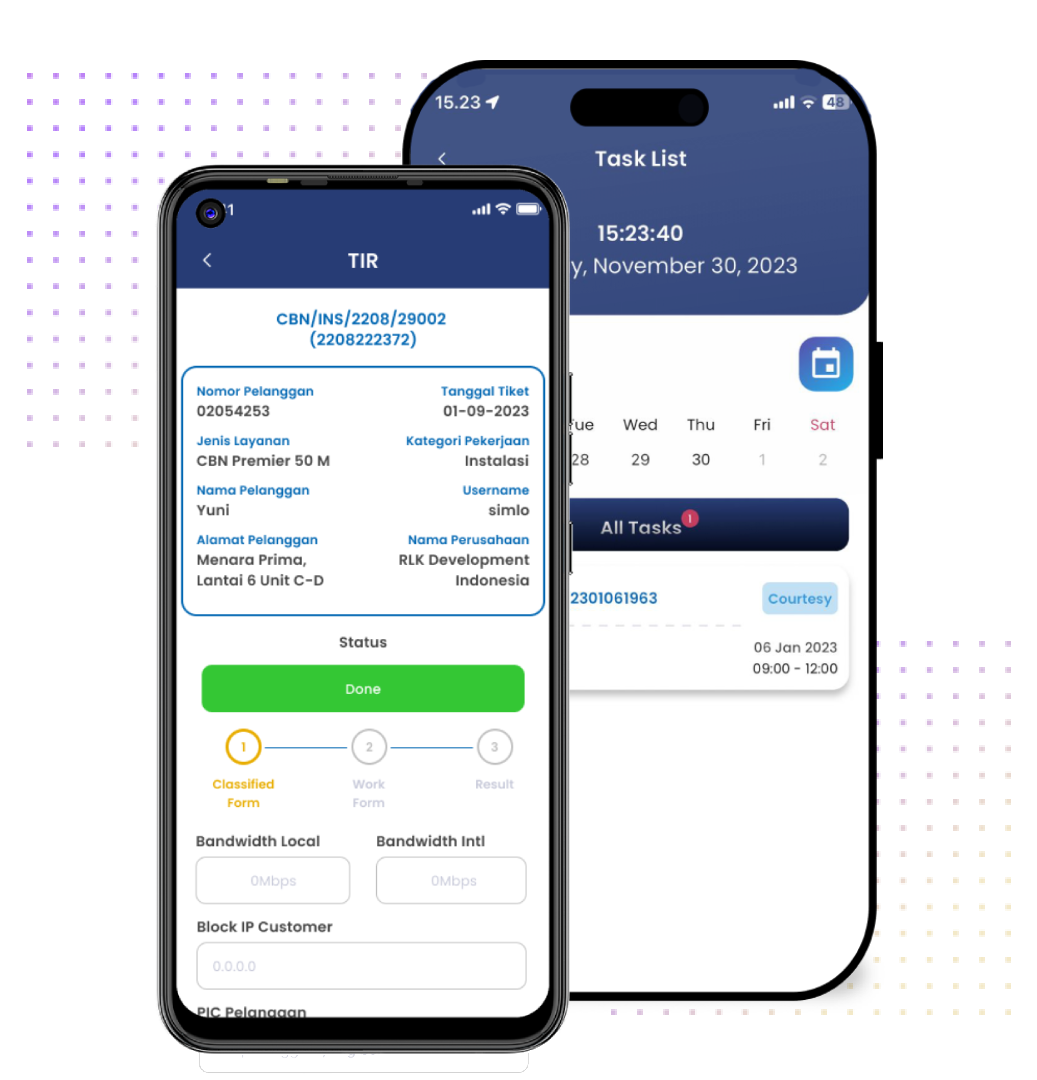 15.23
48
Task List
15:23:40
y, November 30, 2023
ue Wed Thu Fri Sat
28 29 30 1 2
All Tasks 1
2301061963
Courtesy
06 Jan 2023
09:00 - 12:00
TIR
CBN/INS/2208/29002
(2208222372)
Nomor Pelanggan Tanggal Tiket
02054253 01-09-2023
Jenis Layanan Kategori Pekerjaan
CBN Premier 50 M Instalasi
Nama Pelanggan Username
Yuni simlo
Alamat Pelanggan Nama Perusahaan
Menara Prima, RLK Development
Lantai 6 Unit C-D Indonesia
Status
Done
1 2 3
Classified Work Result
Form Form
Bandwidth Local Bandwidth Intl
0Mbps 0Mbps
Block IP Customer
0.0.0.0
PIC Pelanggan